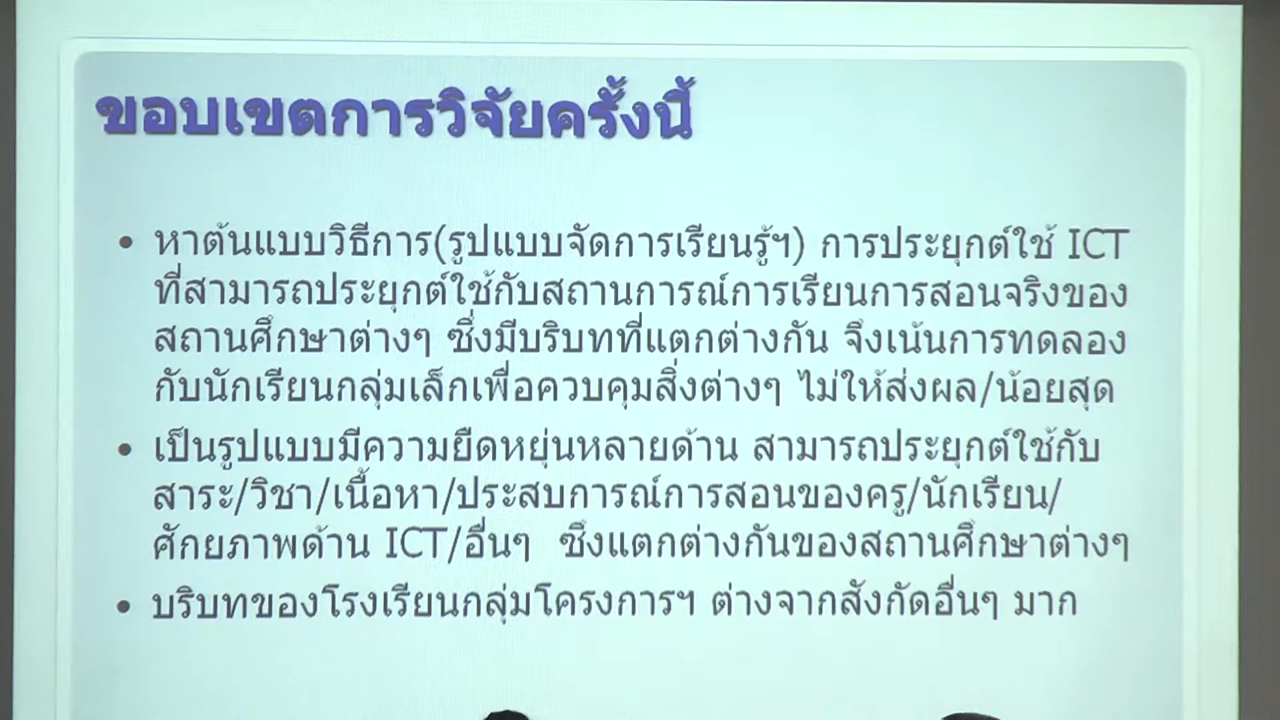 ขอบเขตการวิจัยครั้งนี้
• หาต้นแบบวิธีการ(รูปแบบจัดการเรียนรู้ฯ) การประยุกต์ใช้ ICT
ที่สามารถประยุกต์ใช้กับสถานการณ์การเรียนการสอนจริงของ
สถานศึกษาต่างๆ ซึ่งมีบริบทที่แตกต่างกัน จึงเน้นการทดลอง
กับนักเรียนกลุ่มเล็กเพื่อควบคุมสิ่งต่างๆ ไม่ให้ส่งผล/น้อยสุด
• เป็นรูปแบบมีความยืดหยุ่นหลายด้าน สามารถประยุกต์ใช้กับ
สาระ/วิชา/เนื้อหา/ประสบการณ์การสอนของครู/นักเรียน/
ศักยภาพด้าน ICT/อื่นๆ ซึ่งแตกต่างกันของสถานศึกษาต่างๆ
• บริบทของโรงเรียนกลุ่มโครงการฯ ต่างจากสังกัดอื่นๆ มาก